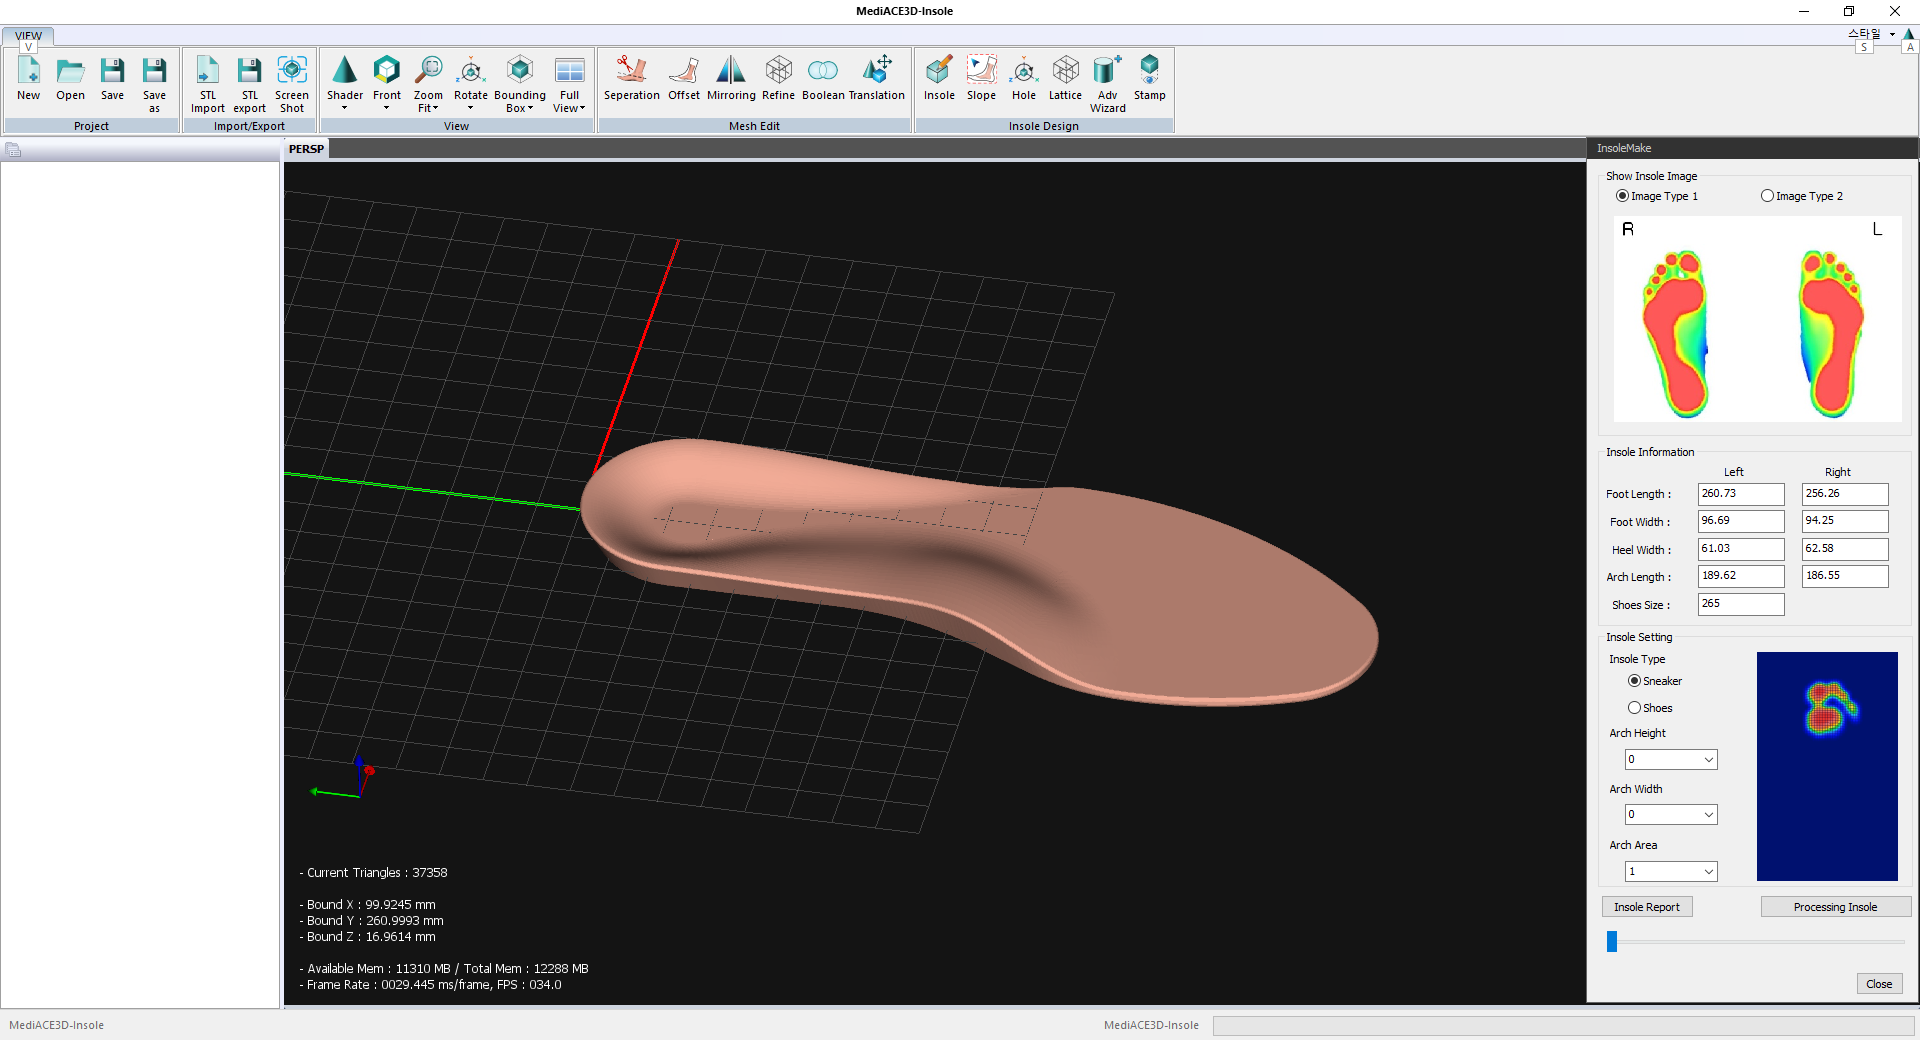 MediACE3D-Insole
VIEW
V
스타일
S
A
New
Open
Save
Save as
STL Import
STL export
Screen Shot
Shader
Front
Zoom Fit
Rotate
Bounding Box
Full View
Seperation
Offset
Mirroring
Refine
Boolean
Translation
Insole
Slope
Hole
Lattice
Adv Wizard
Stamp
Project
Import/Export
View
Mesh Edit
Insole Design
PERSP
- Current Triangles : 37358
- Bound X : 99.9245 mm
- Bound Y : 260.9993 mm
- Bound Z : 16.9614 mm
- Available Mem : 11310 MB / Total Mem : 12288 MB
- Frame Rate : 0029.445 ms/frame, FPS : 034.0
InsoleMake
Show Insole Image
Image Type 1
Image Type 2
R
L
Insole Information
Left Right
Foot Length : 260.73 256.26
Foot Width : 96.69 94.25
Heel Width : 61.03 62.58
Arch Length : 189.62 186.55
Shoes Size : 265
Insole Setting
Insole Type
Sneaker
Shoes
Arch Height
0
Arch Width
0
Arch Area
1
Insole Report
Processing Insole
Close
MediACE3D-Insole
MediACE3D-Insole